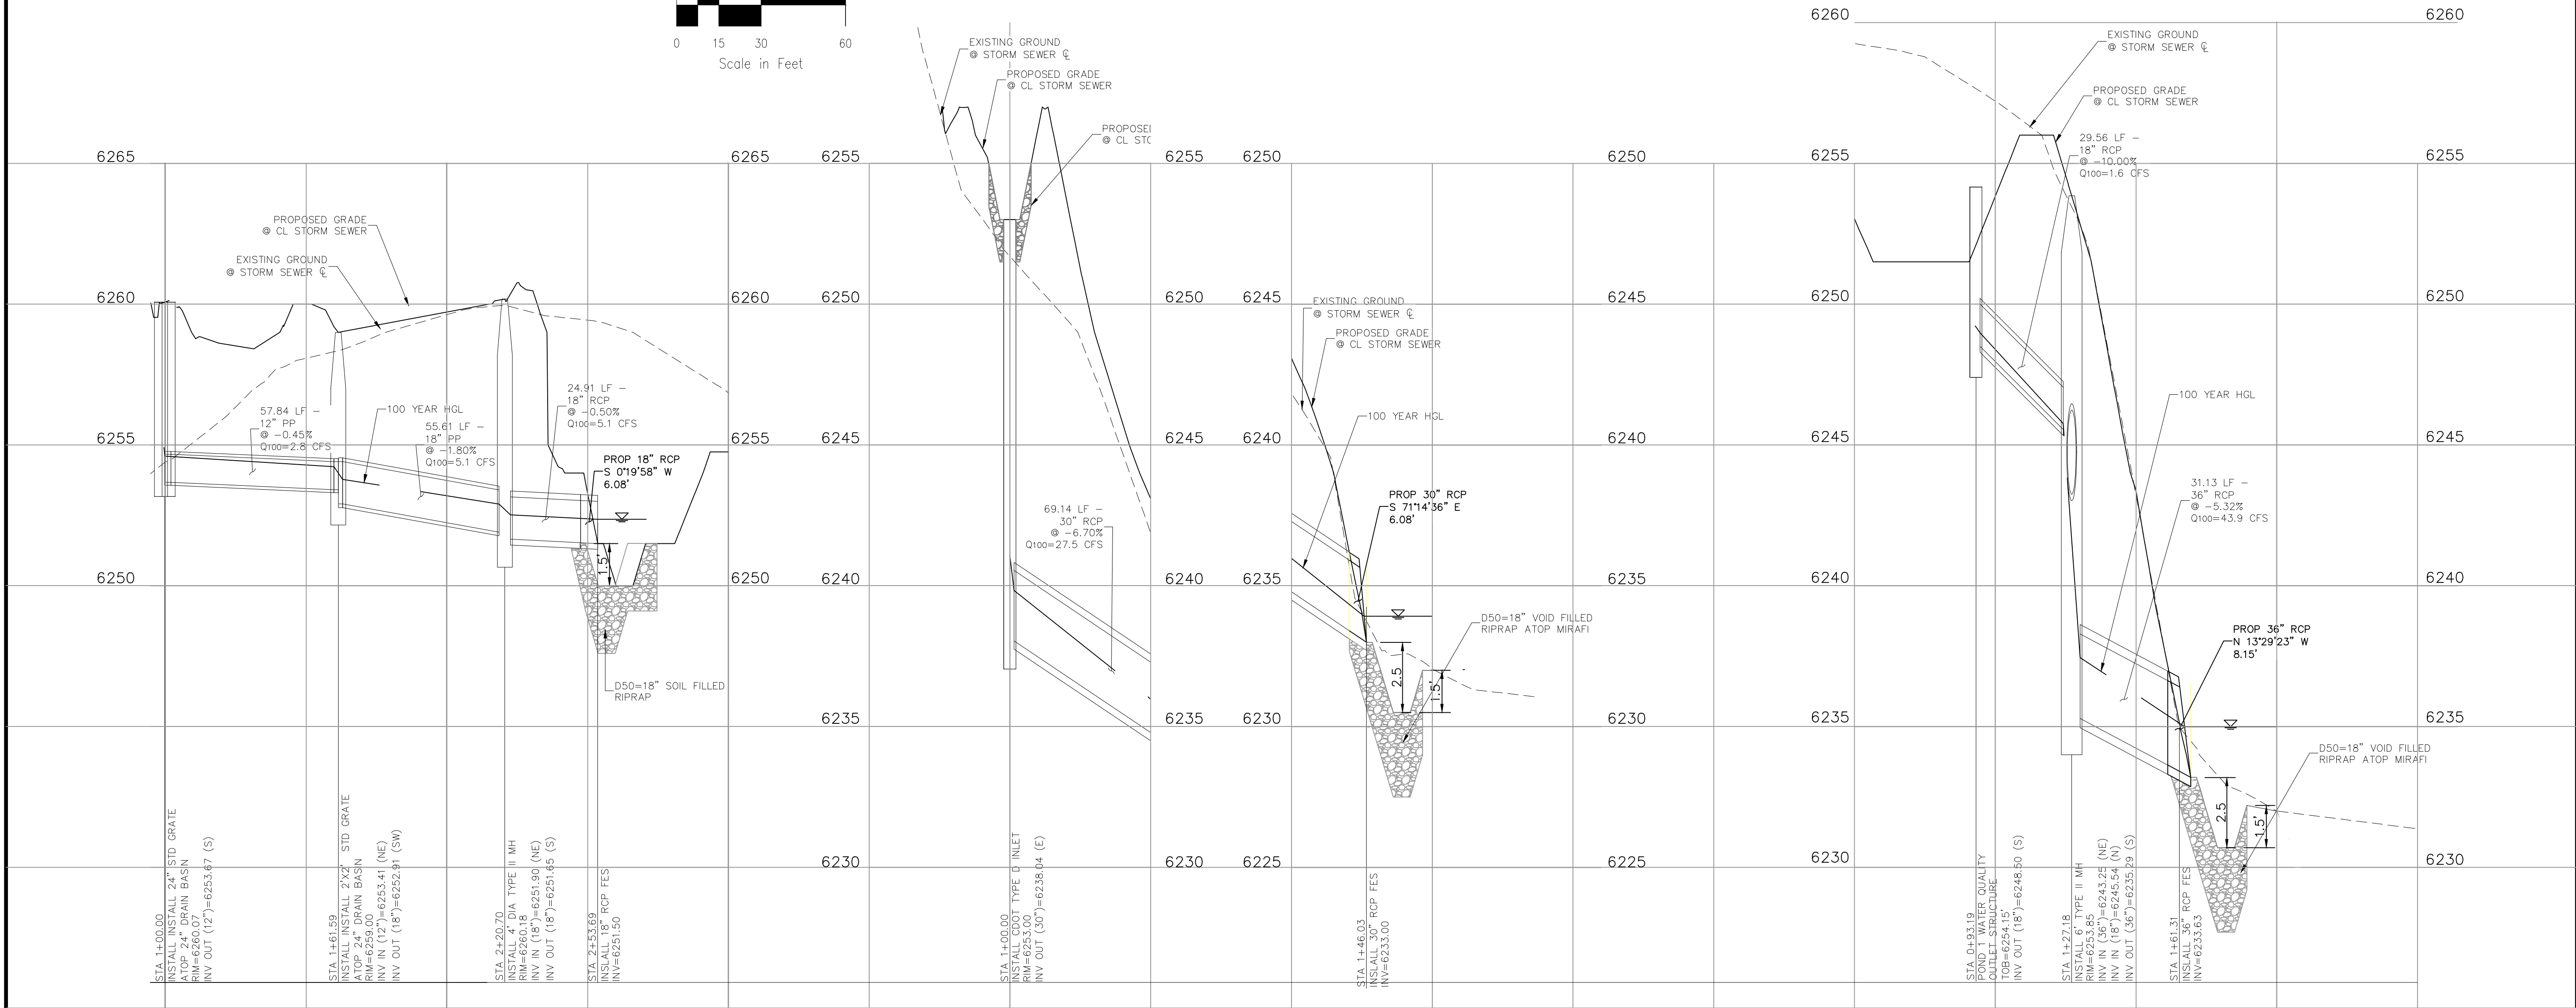 0 15 30 60
Scale in Feet
6265
6260
6255
6250
PROPOSED GRADE
@ CL STORM SEWER
EXISTING GROUND
@ STORM SEWER ℄
57.84 LF –
12" PP
@ –0.45%
Q100=2.8 CFS
100 YEAR HGL
55.61 LF –
18" PP
@ –1.80%
Q100=5.1 CFS
24.91 LF –
18" RCP
@ –0.50%
Q100=5.1 CFS
PROP 18" RCP
S 0°19'58" W
6.08'
1.5'
D50=18" SOIL FILLED
RIPRAP
6265
6260
6255
6250
STA 1+00.00
INSTALL INSTALL 24" STD GRATE
ATOP 24" DRAIN BASIN
RIM=6260.07
INV OUT (12")=6253.67 (S)
STA 1+61.59
INSTALL INSTALL 2'X2' STD GRATE
ATOP 24" DRAIN BASIN
RIM=6259.00
INV IN (12")=6253.41 (NE)
INV OUT (18")=6252.91 (SW)
STA 2+20.70
INSTALL 4' DIA TYPE II MH
RIM=6260.18
INV IN (18")=6251.90 (NE)
INV OUT (18")=6251.65 (S)
STA 2+53.69
INSLALL 18" RCP FES
INV=6251.50
6255
6250
6245
6240
6235
6230
EXISTING GROUND
@ STORM SEWER ℄
PROPOSED GRADE
@ CL STORM SEWER
PROPOSE
@ CL STO
69.14 LF –
30" RCP
@ –6.70%
Q100=27.5 CFS
6255
6250
6245
6240
6235
6230
STA 1+00.00
INSTALL CDOT TYPE D INLET
RIM=6253.00
INV OUT (30")=6238.04 (E)
6250
6245
6240
6235
6230
6225
EXISTING GROUND
@ STORM SEWER ℄
PROPOSED GRADE
@ CL STORM SEWER
100 YEAR HGL
PROP 30" RCP
S 71°14'36" E
6.08'
D50=18" VOID FILLED
RIPRAP ATOP MIRAFI
2.5
1.5'
6250
6245
6240
6235
6230
6225
STA 1+46.03
INSLALL 30" RCP FES
INV=6233.00
6260
6255
6250
6245
6240
6235
6230
EXISTING GROUND
@ STORM SEWER ℄
PROPOSED GRADE
@ CL STORM SEWER
29.56 LF –
18" RCP
@ –10.00%
Q100=1.6 CFS
100 YEAR HGL
31.13 LF –
36" RCP
@ –5.32%
Q100=43.9 CFS
PROP 36" RCP
N 13°29'23" W
8.15'
D50=18" VOID FILLED
RIPRAP ATOP MIRAFI
2.5
1.5'
6260
6255
6250
6245
6240
6235
6230
STA 0+93.19
POND 1 WATER QUALITY
OUTLET STRUCTURE
TOB=6254.15'
INV OUT (18")=6248.50 (S)
STA 1+27.18
INSTALL 6' TYPE II MH
RIM=6253.85
INV IN (36")=6243.25 (NE)
INV IN (18")=6245.54 (N)
INV OUT (36")=6235.29 (S)
STA 1+61.31
INSLALL 36" RCP FES
INV=6233.63